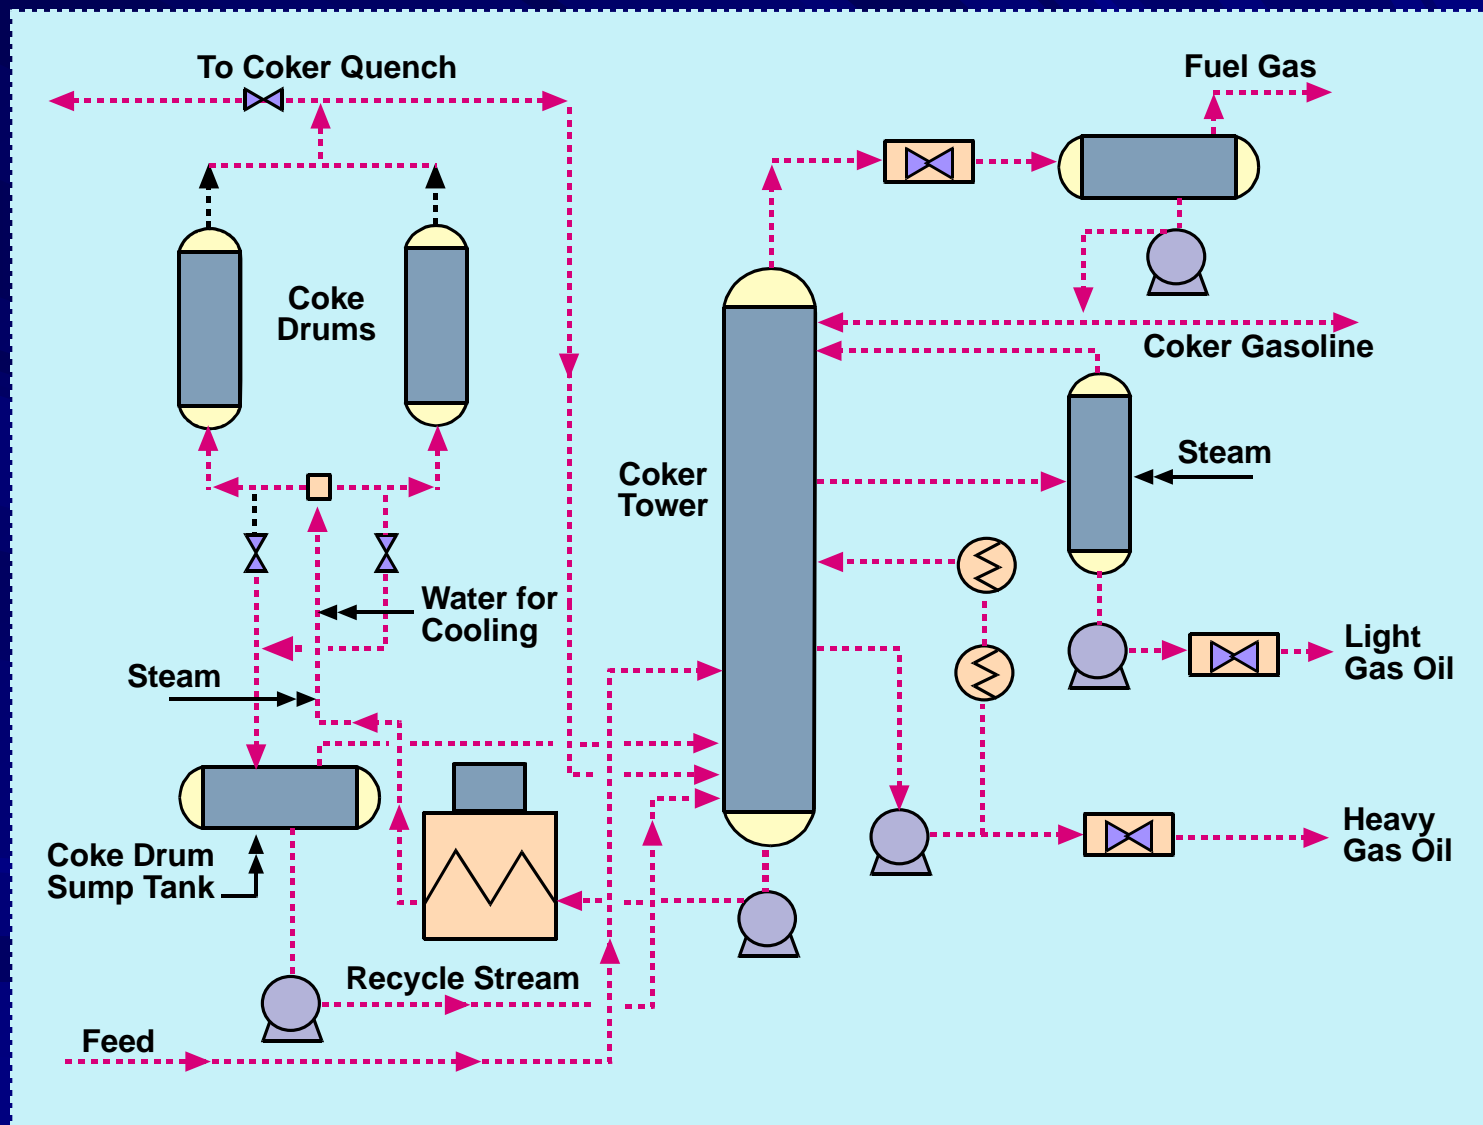 To Coker Quench
Fuel Gas
Coke
Drums
Coker Gasoline
Coker
Tower
Steam
Water for
Cooling
Light
Gas Oil
Steam
Heavy
Gas Oil
Coke Drum
Sump Tank
Recycle Stream
Feed